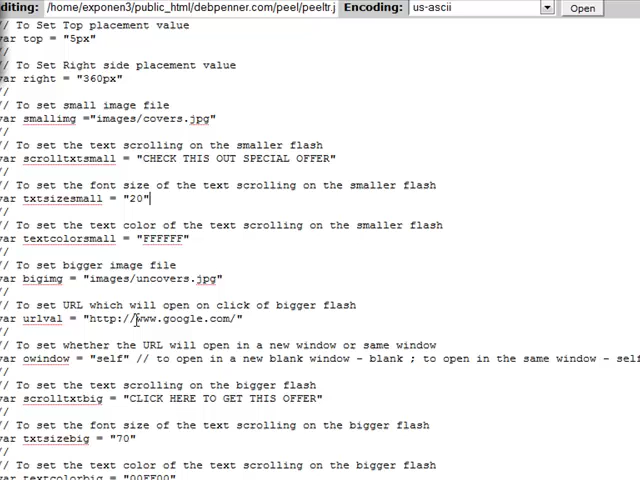 diting: /home/exponen3/public_html/debpenner.com/peel/peeltr.j Encoding: us-ascii Open
// To Set Top placement value
var top = "5px"
//
// To Set Right side placement value
var right = "360px"
//
// To set small image file
var smallimg ="images/covers.jpg"
//
// To set the text scrolling on the smaller flash
var scrolltxtsmall = "CHECK THIS OUT SPECIAL OFFER"
//
// To set the font size of the text scrolling on the smaller flash
var txtsizesmall = "20"
//
// To set the text color of the text scrolling on the smaller flash
var textcolorsmall = "FFFFFF"
//
// To set bigger image file
var bigimg = "images/uncovers.jpg"
//
// To set URL which will open on click of bigger flash
var urlval = "http://www.google.com/"
//
// To set whether the URL will open in a new window or same window
var owindow = "self" // to open in a new blank window - blank ; to open in the same window - self
//
// To set the text scrolling on the bigger flash
var scrolltxtbig = "CLICK HERE TO GET THIS OFFER"
//
// To set the font size of the text scrolling on the bigger flash
var txtsizebig = "70"
//
// To set the text color of the text scrolling on the bigger flash
var textcolorbig = "00FF00"